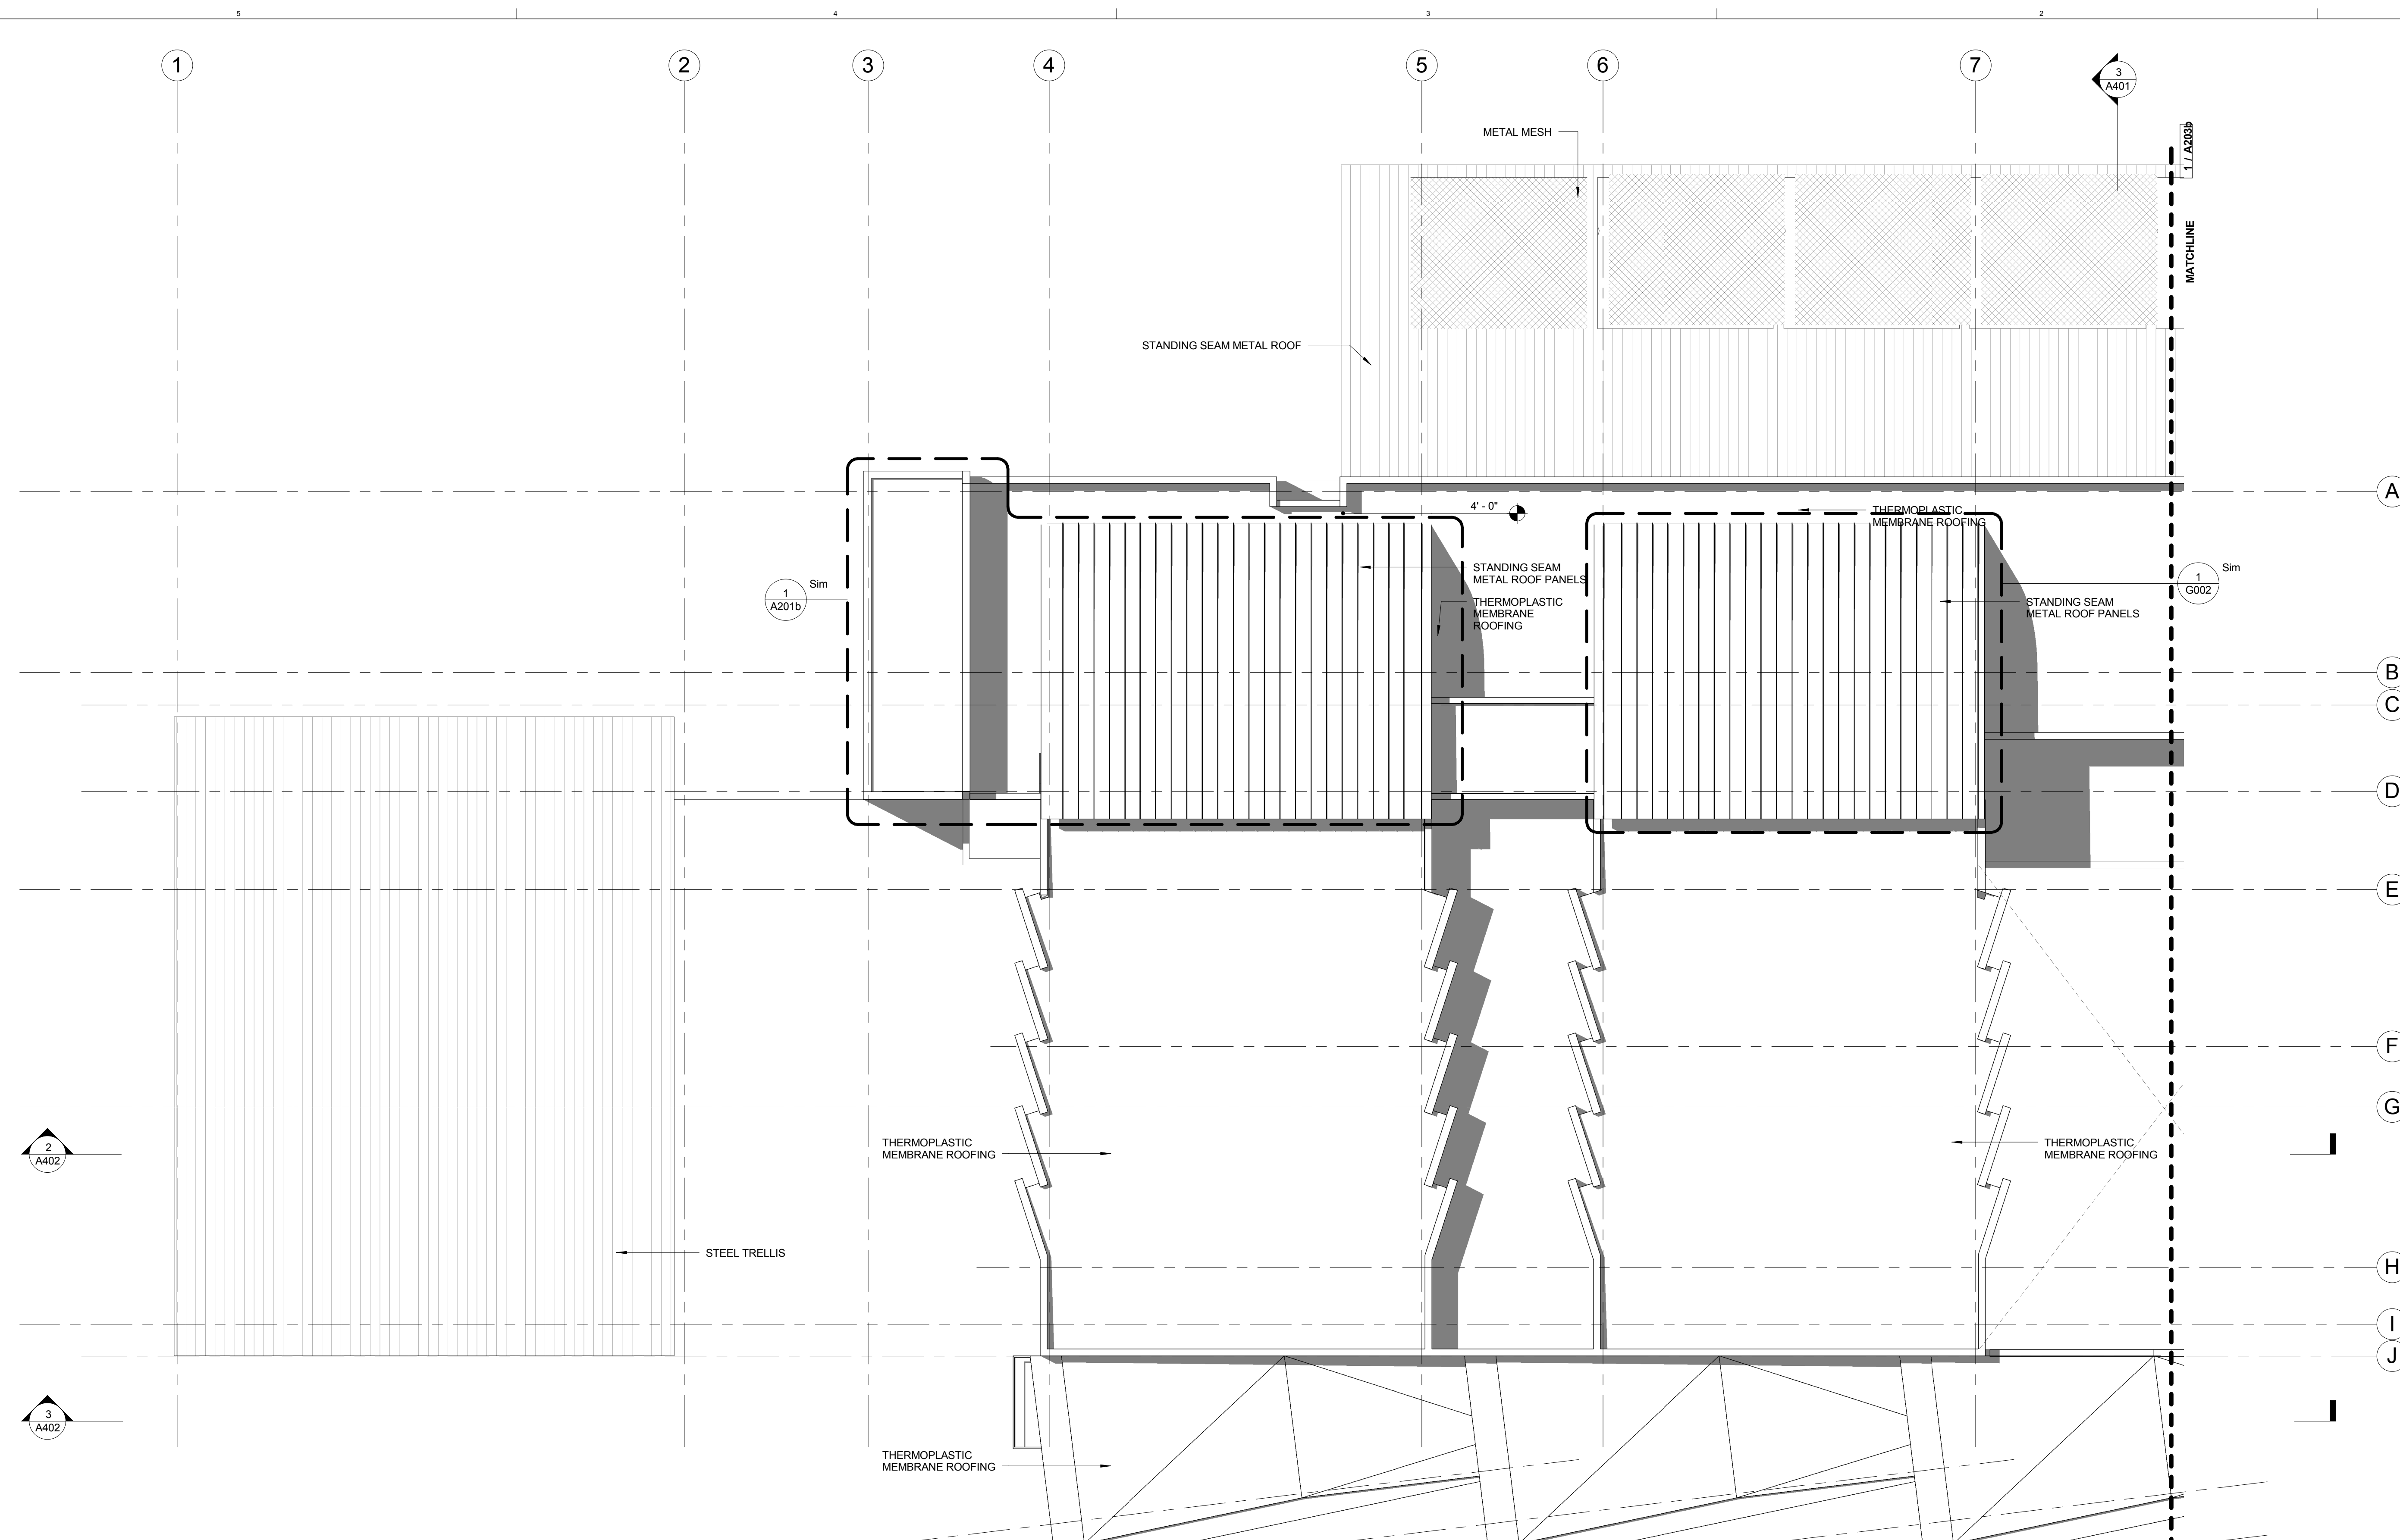 5
4
3
2
1
2
3
4
5
6
7
3
A401
1 / A203b
MATCHLINE
METAL MESH
STANDING SEAM METAL ROOF
A
4' - 0"
THERMOPLASTIC
MEMBRANE ROOFING
STANDING SEAM
METAL ROOF PANELS
THERMOPLASTIC
MEMBRANE
ROOFING
Sim
1
A201b
Sim
1
G002
STANDING SEAM
METAL ROOF PANELS
B
C
D
E
F
G
2
A402
THERMOPLASTIC
MEMBRANE ROOFING
THERMOPLASTIC
MEMBRANE ROOFING
STEEL TRELLIS
H
I
J
3
A402
THERMOPLASTIC
MEMBRANE ROOFING